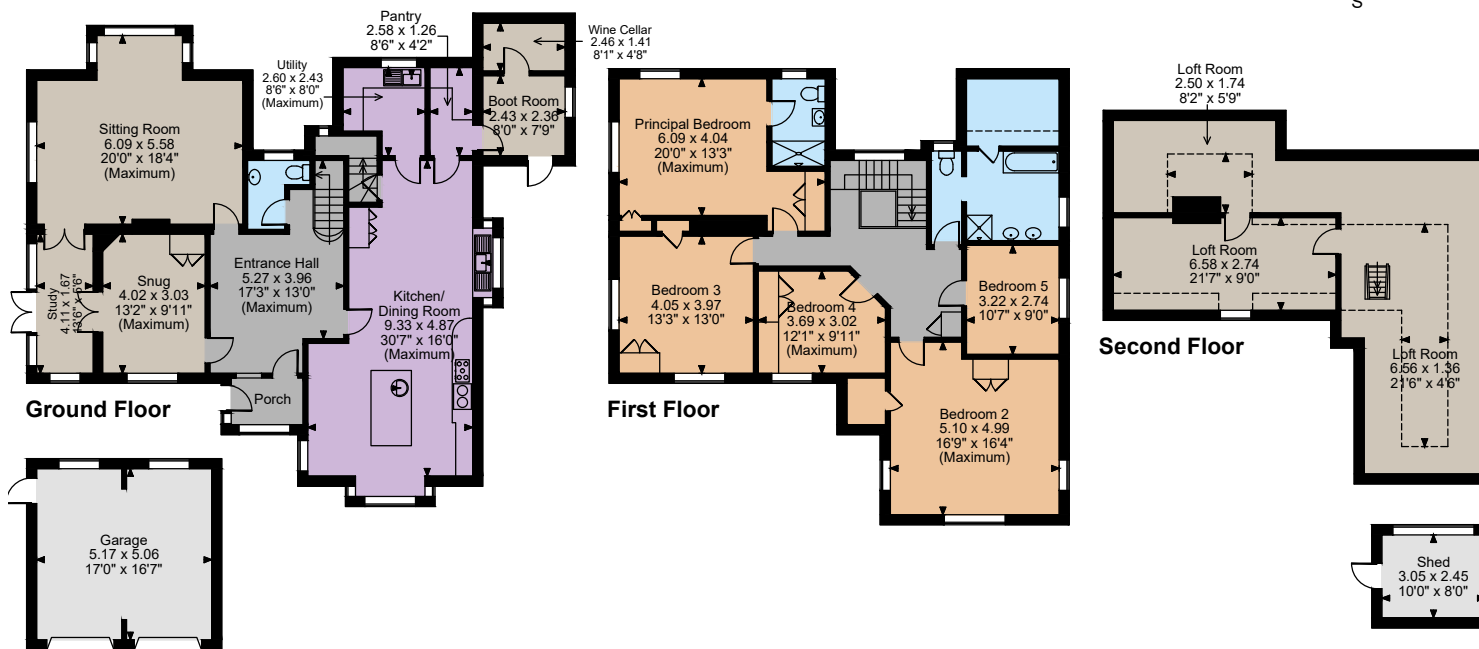 S
Pantry
2.58 x 1.26
8'6" x 4'2"
Wine Cellar
2.46 x 1.41
8'1" x 4'8"
Utility
2.60 x 2.43
8'6" x 8'0"
(Maximum)
Boot Room
2.43 x 2.36
8'0" x 7'9"
Sitting Room
6.09 x 5.58
20'0" x 18'4"
(Maximum)
Study
4.11 x 1.67
13'6" x 5'6"
Snug
4.02 x 3.03
13'2" x 9'11"
(Maximum)
Entrance Hall
5.27 x 3.96
17'3" x 13'0"
(Maximum)
Kitchen/
Dining Room
9.33 x 4.87
30'7" x 16'0"
(Maximum)
Porch
Ground Floor
Garage
5.17 x 5.06
17'0" x 16'7"
Principal Bedroom
6.09 x 4.04
20'0" x 13'3"
(Maximum)
Bedroom 3
4.05 x 3.97
13'3" x 13'0"
Bedroom 4
3.69 x 3.02
12'1" x 9'11"
(Maximum)
Bedroom 5
3.22 x 2.74
10'7" x 9'0"
Bedroom 2
5.10 x 4.99
16'9" x 16'4"
(Maximum)
First Floor
Loft Room
2.50 x 1.74
8'2" x 5'9"
Loft Room
6.58 x 2.74
21'7" x 9'0"
Loft Room
6.56 x 1.36
21'6" x 4'6"
Second Floor
Shed
3.05 x 2.45
10'0" x 8'0"